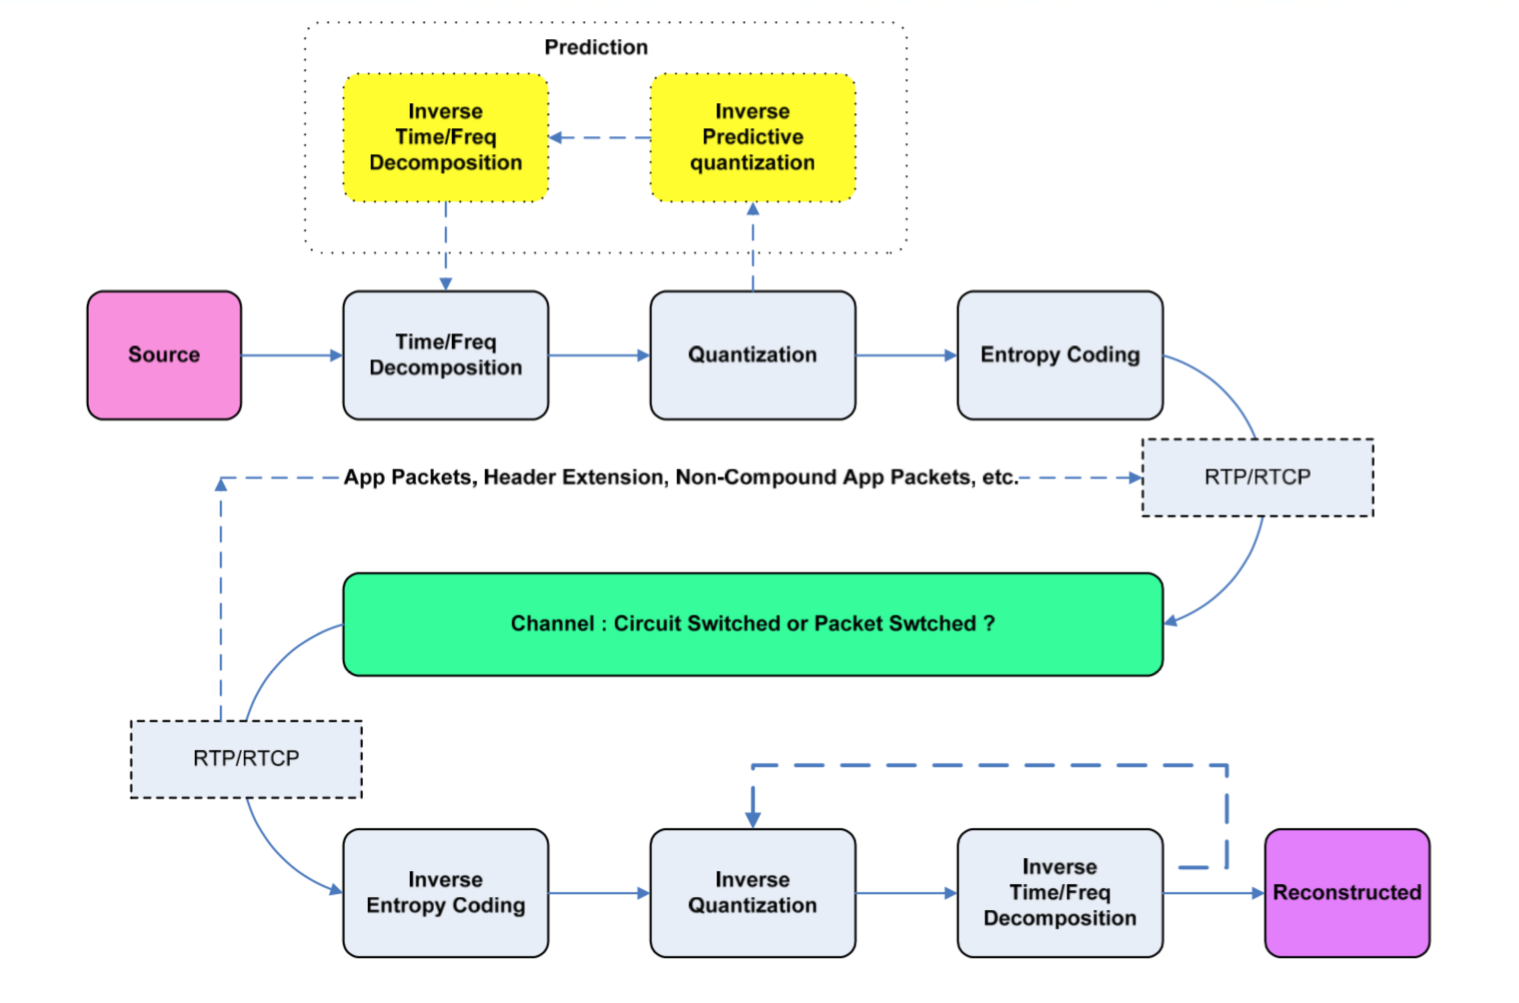 Prediction
Inverse
Time/Freq
Decomposition
Inverse
Predictive
quantization
Source
Time/Freq
Decomposition
Quantization
Entropy Coding
App Packets, Header Extension, Non-Compound App Packets, etc.
RTP/RTCP
Channel : Circuit Switched or Packet Swtched ?
RTP/RTCP
Inverse
Entropy Coding
Inverse
Quantization
Inverse
Time/Freq
Decomposition
Reconstructed